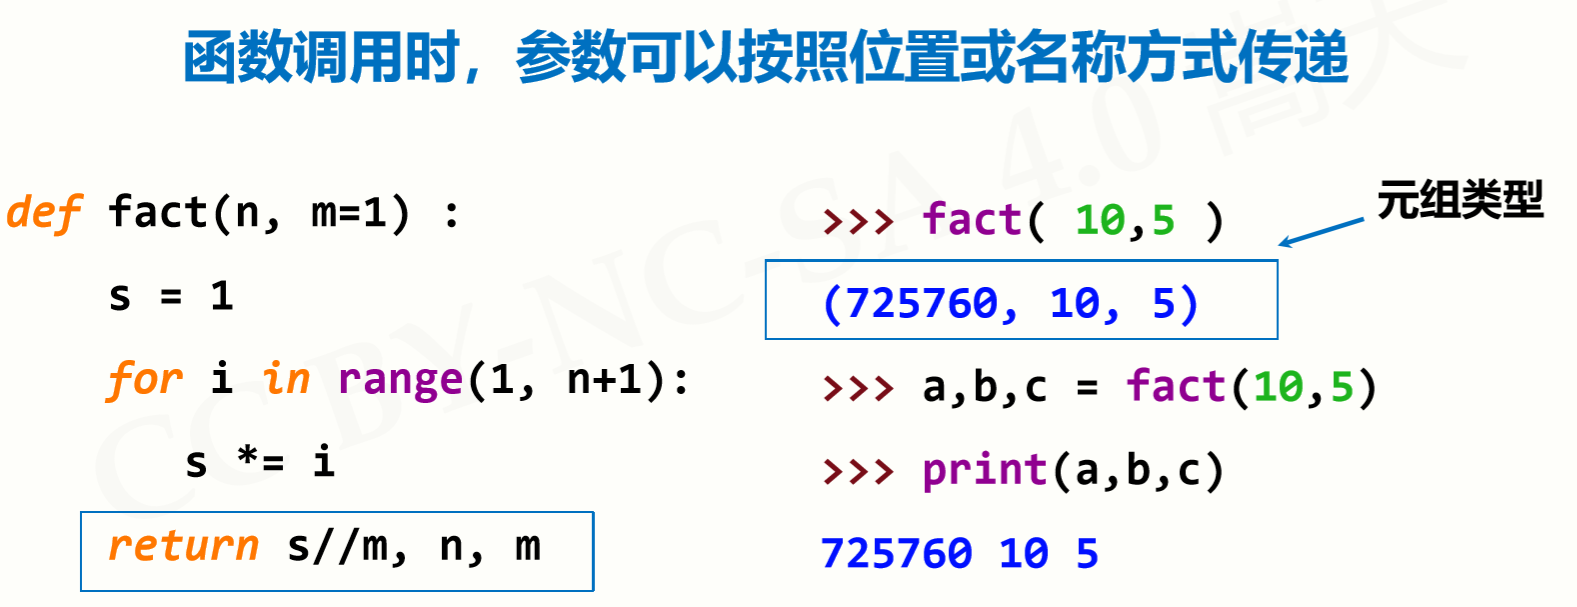 函数调用时，参数可以按照位置或名称方式传递
def fact(n, m=1) :
s = 1
for i in range(1, n+1):
s *= i
return s//m, n, m
>>> fact( 10,5 )
元组类型
(725760, 10, 5)
>>> a,b,c = fact(10,5)
>>> print(a,b,c)
725760 10 5
CC BY-NC-SA 4.0 嵩天